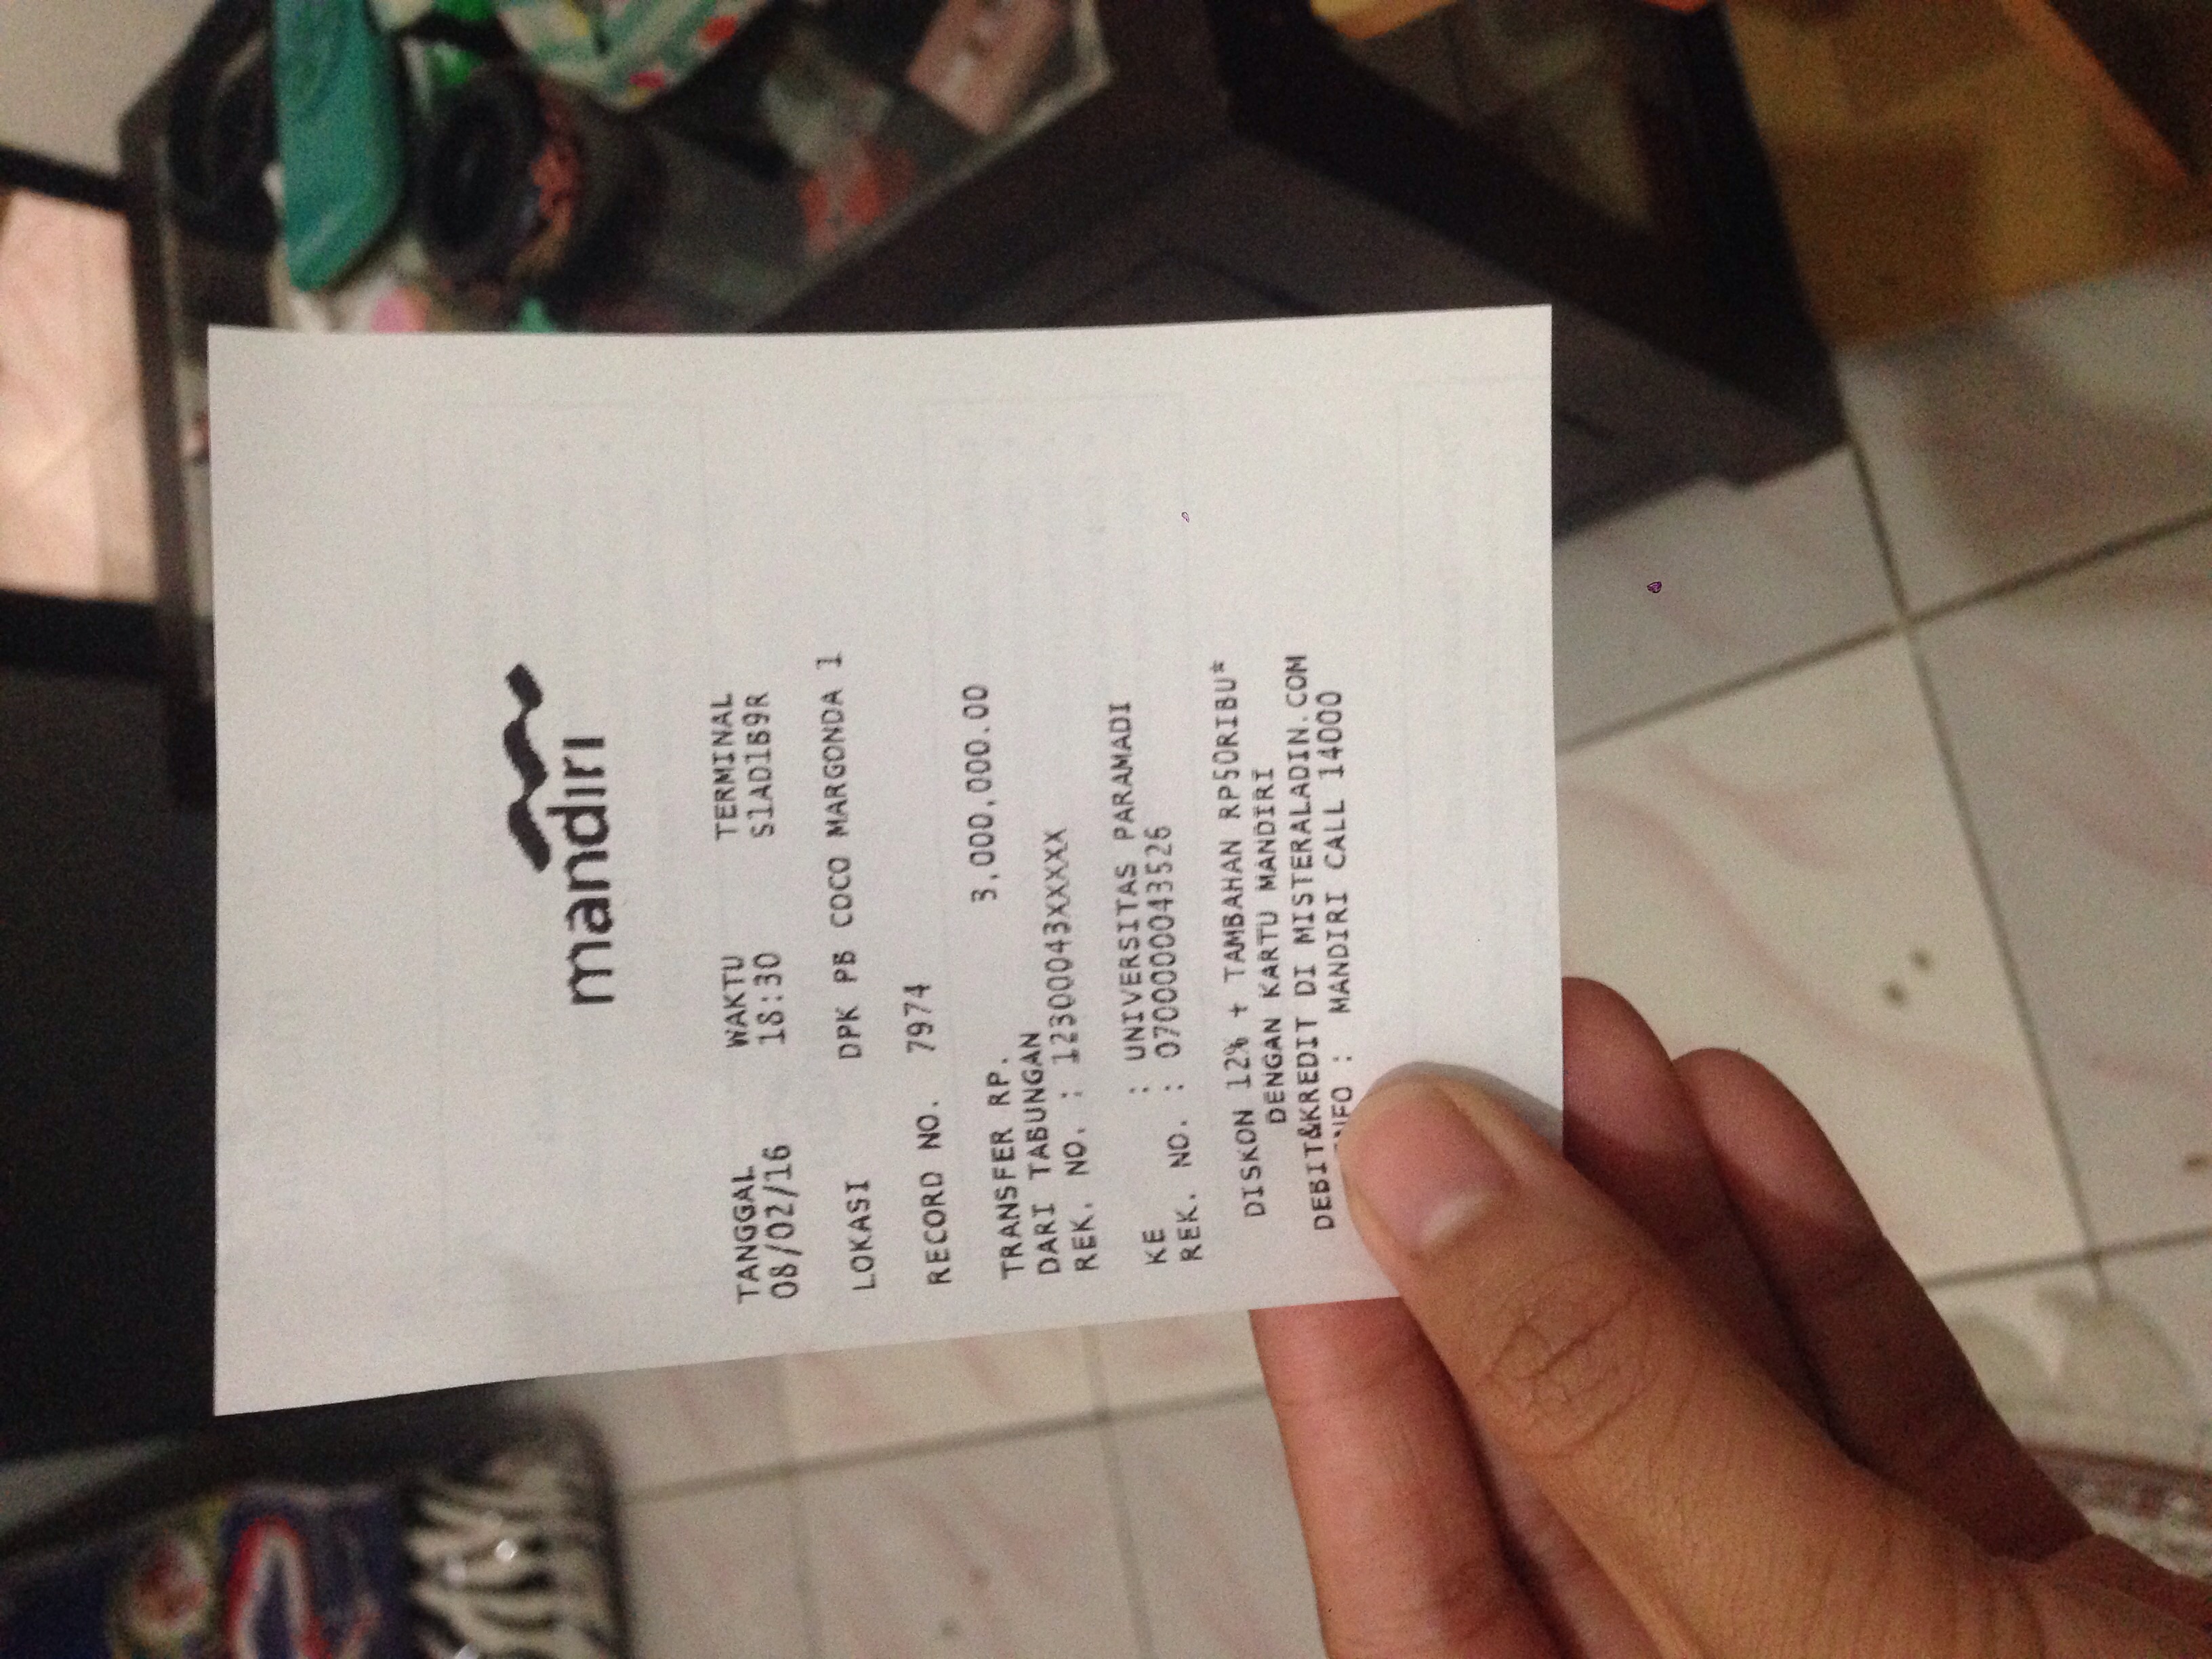 mandiri
TANGGAL WAKTU TERMINAL
08/02/16 18:30 S1AD1B9R
LOKASI DPK PB COCO MARGONDA 1
RECORD NO. 7974
TRANSFER RP. 3,000,000.00
DARI TABUNGAN
REK. NO. : 12300043XXXXX
KE : UNIVERSITAS PARAMADI
REK. NO. : 0700000043526
DISKON 12% + TAMBAHAN RP50RIBU*
DENGAN KARTU MANDIRI
DEBIT&KREDIT DI MISTERALADIN.COM
INFO : MANDIRI CALL 14000